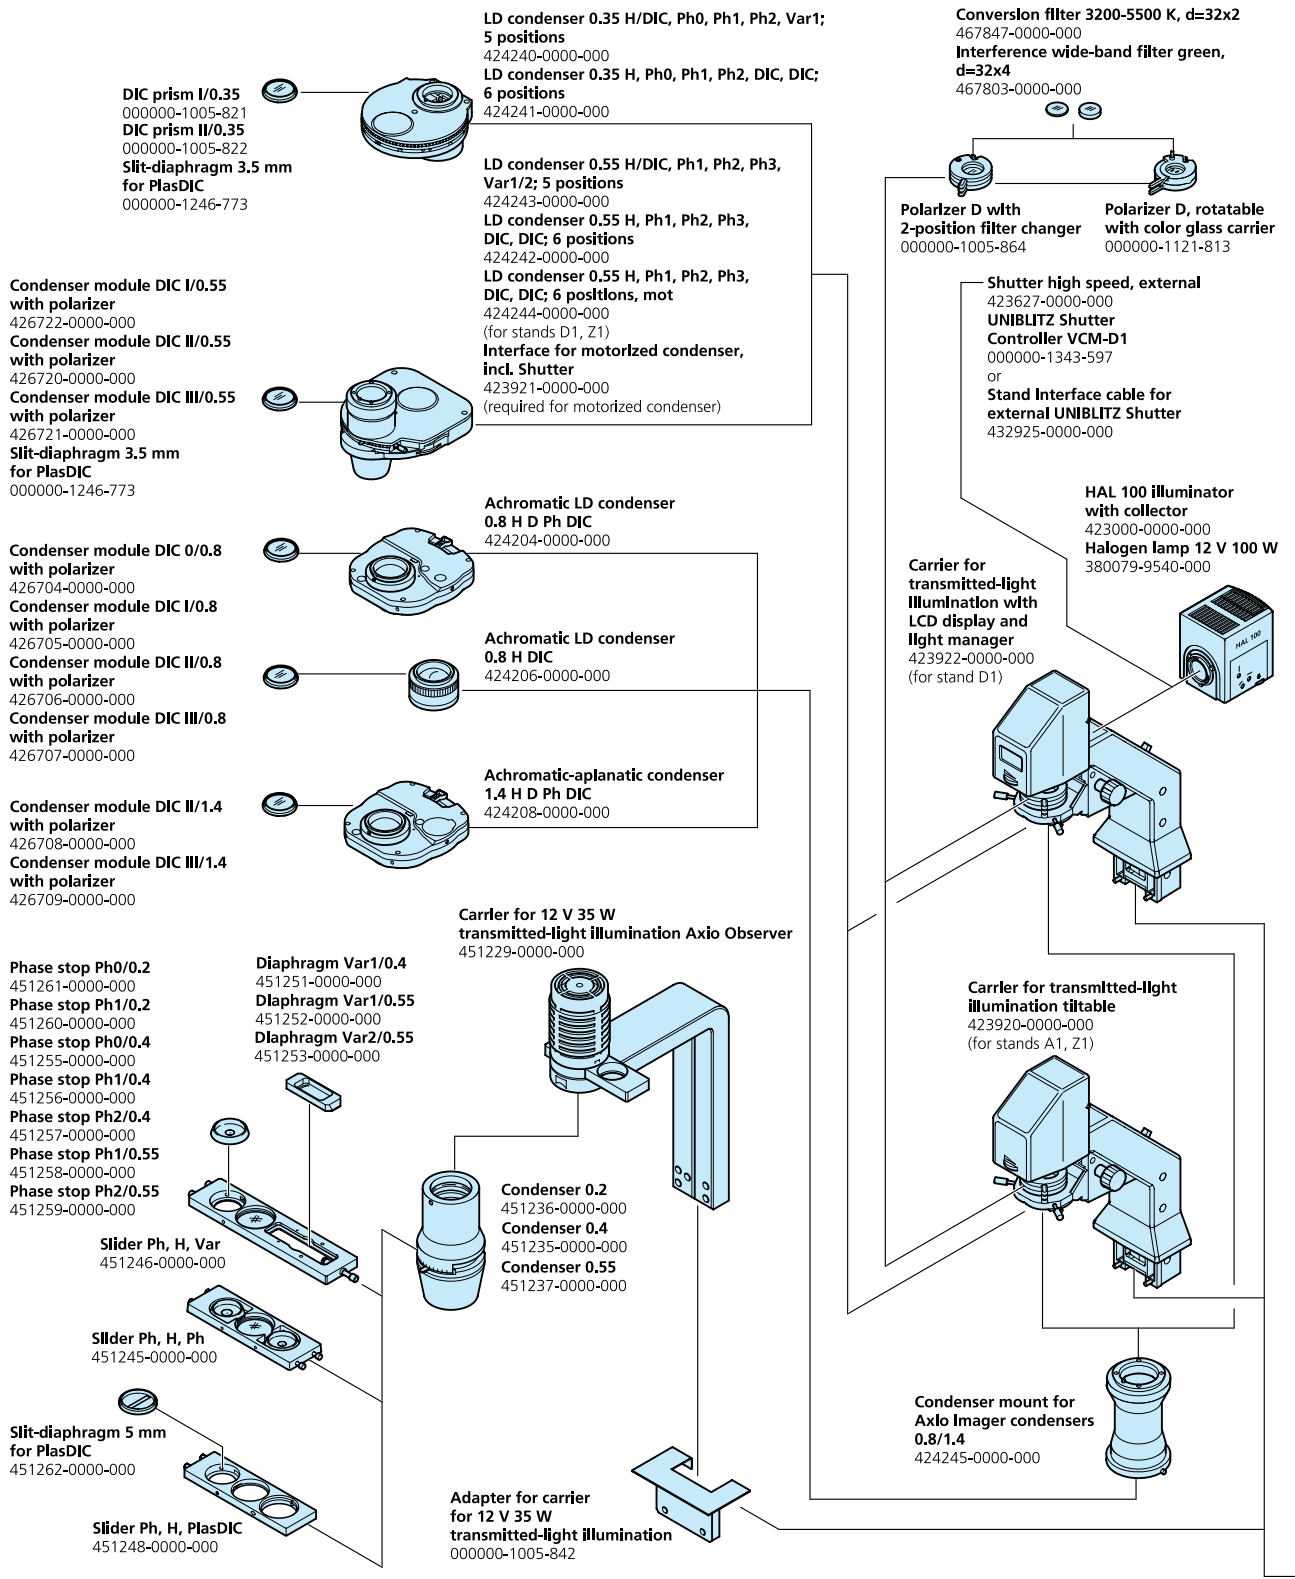 LD condenser 0.35 H/DIC, Ph0, Ph1, Ph2, Var1;
5 positions
424240-0000-000
LD condenser 0.35 H, Ph0, Ph1, Ph2, DIC, DIC;
6 positions
424241-0000-000
Conversion filter 3200-5500 K, d=32x2
467847-0000-000
Interference wide-band filter green,
d=32x4
467803-0000-000
DIC prism I/0.35
000000-1005-821
DIC prism II/0.35
000000-1005-822
Slit-diaphragm 3.5 mm
for PlasDIC
000000-1246-773
LD condenser 0.55 H/DIC, Ph1, Ph2, Ph3,
Var1/2; 5 positions
424243-0000-000
LD condenser 0.55 H, Ph1, Ph2, Ph3,
DIC, DIC; 6 positions
424242-0000-000
LD condenser 0.55 H, Ph1, Ph2, Ph3,
DIC, DIC; 6 positions, mot
424244-0000-000
(for stands D1, Z1)
Interface for motorized condenser,
incl. Shutter
423921-0000-000
(required for motorized condenser)
Polarizer D with
2-position filter changer
000000-1005-864
Polarizer D, rotatable
with color glass carrier
000000-1121-813
Shutter high speed, external
423627-0000-000
UNIBLITZ Shutter
Controller VCM-D1
000000-1343-597
or
Stand Interface cable for
external UNIBLITZ Shutter
432925-0000-000
Condenser module DIC I/0.55
with polarizer
426722-0000-000
Condenser module DIC II/0.55
with polarizer
426720-0000-000
Condenser module DIC III/0.55
with polarizer
426721-0000-000
Slit-diaphragm 3.5 mm
for PlasDIC
000000-1246-773
HAL 100 illuminator
with collector
423000-0000-000
Halogen lamp 12 V 100 W
380079-9540-000
HAL 100
Achromatic LD condenser
0.8 H D Ph DIC
424204-0000-000
Condenser module DIC 0/0.8
with polarizer
426704-0000-000
Condenser module DIC I/0.8
with polarizer
426705-0000-000
Condenser module DIC II/0.8
with polarizer
426706-0000-000
Condenser module DIC III/0.8
with polarizer
426707-0000-000
Achromatic LD condenser
0.8 H DIC
424206-0000-000
Carrier for
transmitted-light
illumination with
LCD display and
light manager
423922-0000-000
(for stand D1)
Achromatic-aplanatic condenser
1.4 H D Ph DIC
424208-0000-000
Condenser module DIC II/1.4
with polarizer
426708-0000-000
Condenser module DIC III/1.4
with polarizer
426709-0000-000
Carrier for 12 V 35 W
transmitted-light illumination Axio Observer
451229-0000-000
Phase stop Ph0/0.2
451261-0000-000
Phase stop Ph1/0.2
451260-0000-000
Phase stop Ph0/0.4
451255-0000-000
Phase stop Ph1/0.4
451256-0000-000
Phase stop Ph2/0.4
451257-0000-000
Phase stop Ph1/0.55
451258-0000-000
Phase stop Ph2/0.55
451259-0000-000
Diaphragm Var1/0.4
451251-0000-000
Diaphragm Var1/0.55
451252-0000-000
Diaphragm Var2/0.55
451253-0000-000
Carrier for transmitted-light
illumination tiltable
423920-0000-000
(for stands A1, Z1)
Condenser 0.2
451236-0000-000
Condenser 0.4
451235-0000-000
Condenser 0.55
451237-0000-000
Slider Ph, H, Var
451246-0000-000
Slider Ph, H, Ph
451245-0000-000
Slit-diaphragm 5 mm
for PlasDIC
451262-0000-000
Slider Ph, H, PlasDIC
451248-0000-000
Condenser mount for
Axio Imager condensers
0.8/1.4
424245-0000-000
Adapter for carrier
for 12 V 35 W
transmitted-light illumination
000000-1005-842